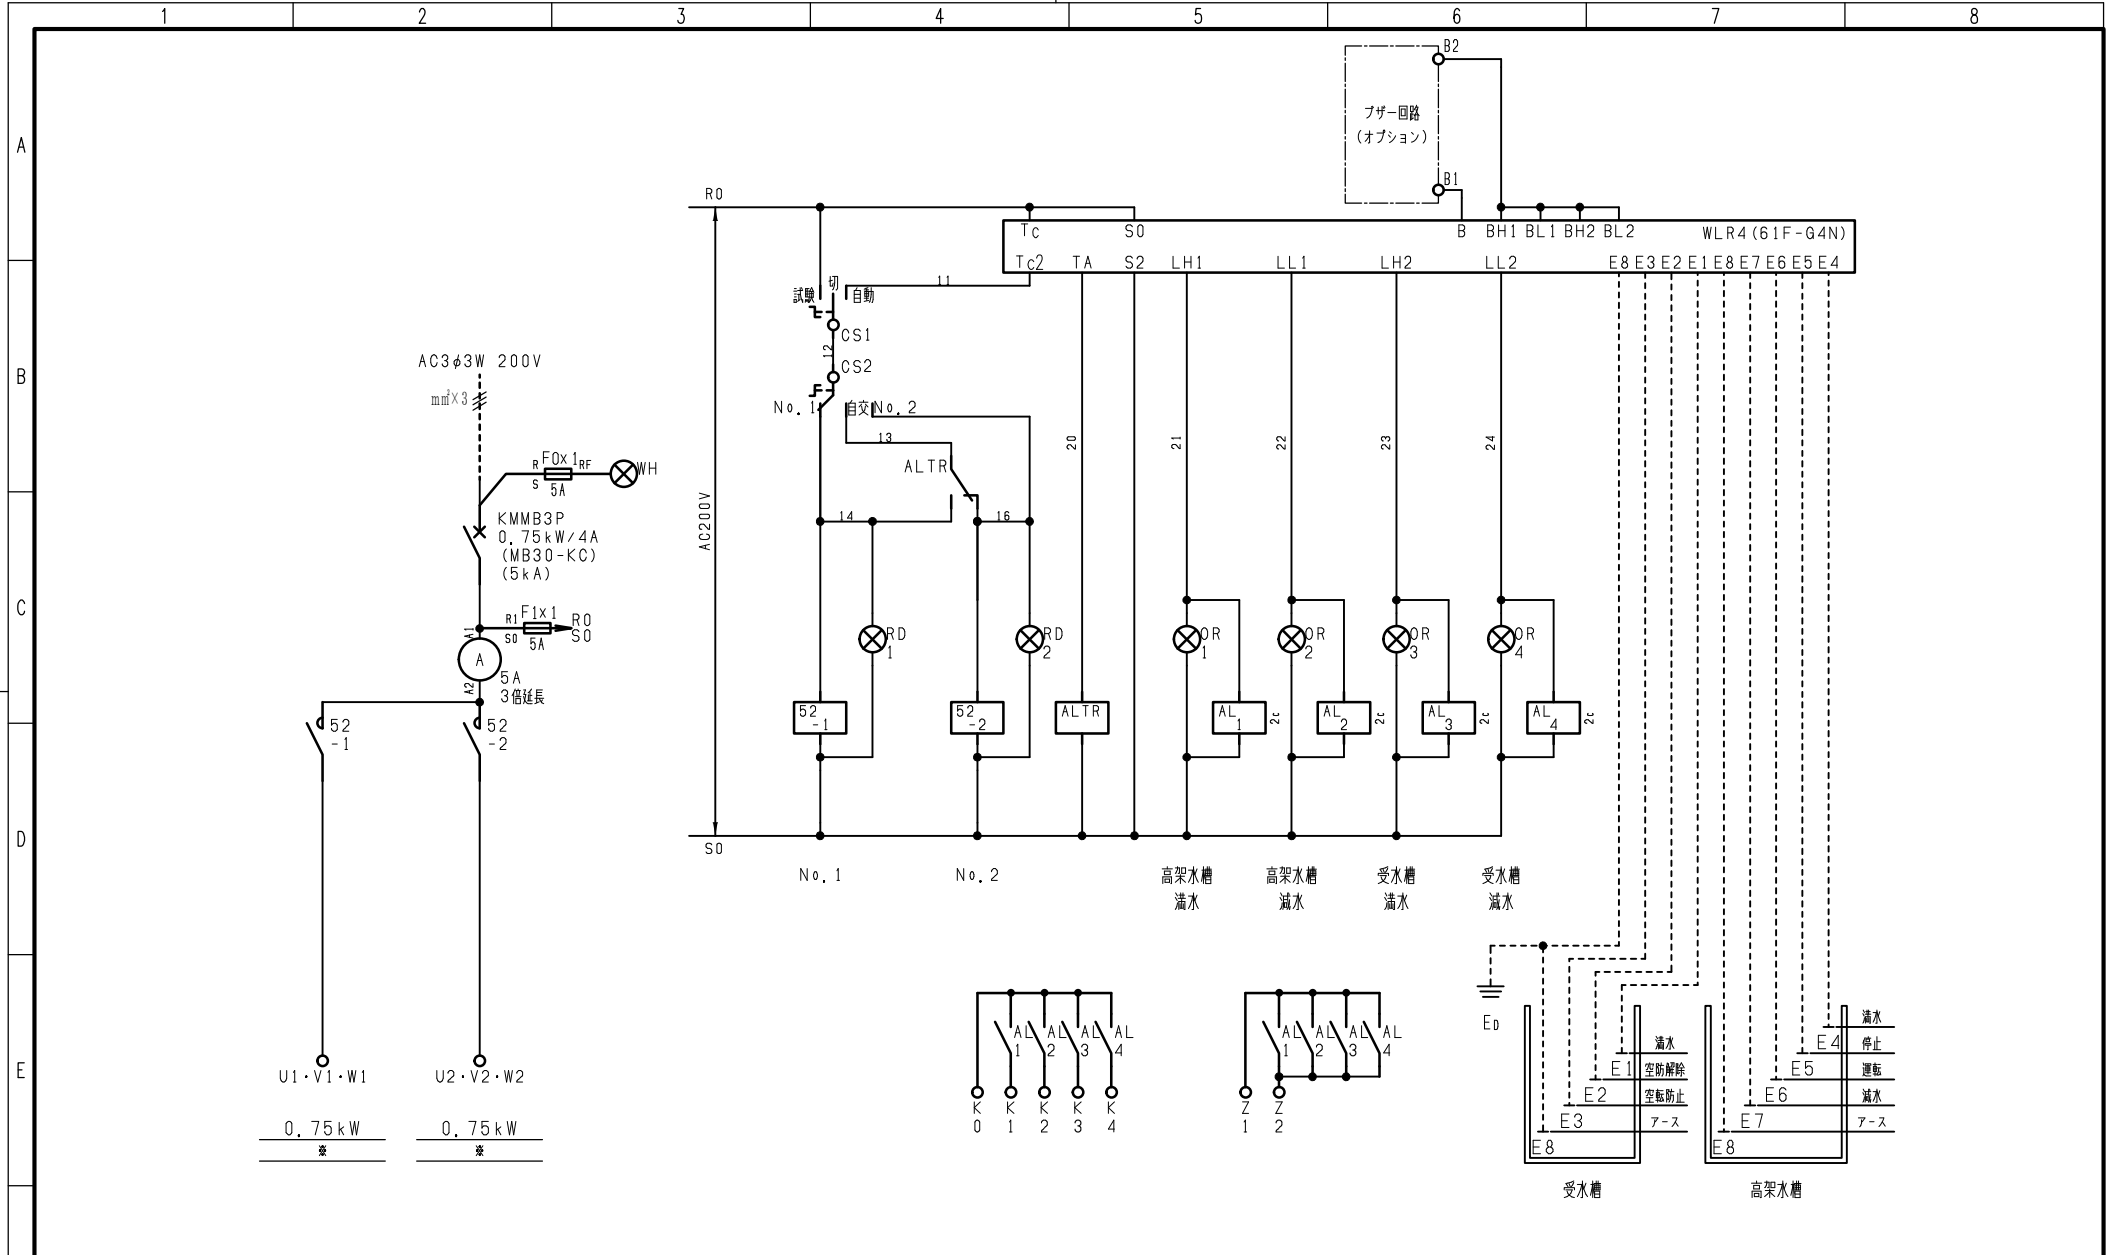 1 2 3 4 5 6 7 8
A
B
C
D
E
B2
ブザー回路
(オプション)
B1
R0
Tc S0 B BH1 BL1 BH2 BL2 WLR4(61F-G4N)
Tc2 TA S2 LH1 LL1 LH2 LL2 E8 E3 E2 E1 E8 E7 E6 E5 E4
試験 切 自動 11
CS1
12
CS2
No.1 自交 No.2
13
ALTR
14 16
20 21 22 23 24
AC200V
AC3φ3W 200V
mm²×3
R F0×1 RF WH
S 5A
KMMB3P
0.75kW/4A
(MB30-KC)
(5kA)
R1 F1×1 R0
S0 5A S0
A1
A
A2
5A
3倍延長
52
-1
52
-2
RD
1
RD
2
OR
1
OR
2
OR
3
OR
4
52
-1
52
-2
ALTR
AL
1
2c
AL
2
2c
AL
3
2c
AL
4
2c
S0
No.1 No.2
高架水槽
満水
高架水槽
減水
受水槽
満水
受水槽
減水
U1・V1・W1 U2・V2・W2
0.75kW 0.75kW
※ ※
AL
1
AL
2
AL
3
AL
4
K
0
K
1
K
2
K
3
K
4
AL
1
AL
2
AL
3
AL
4
Z
1
Z
2
ED
満水
E1 空防解除
E2 空転防止
E3 アース
E8
受水槽
満水
E4 停止
E5 運転
E6 減水
E7 アース
E8
高架水槽